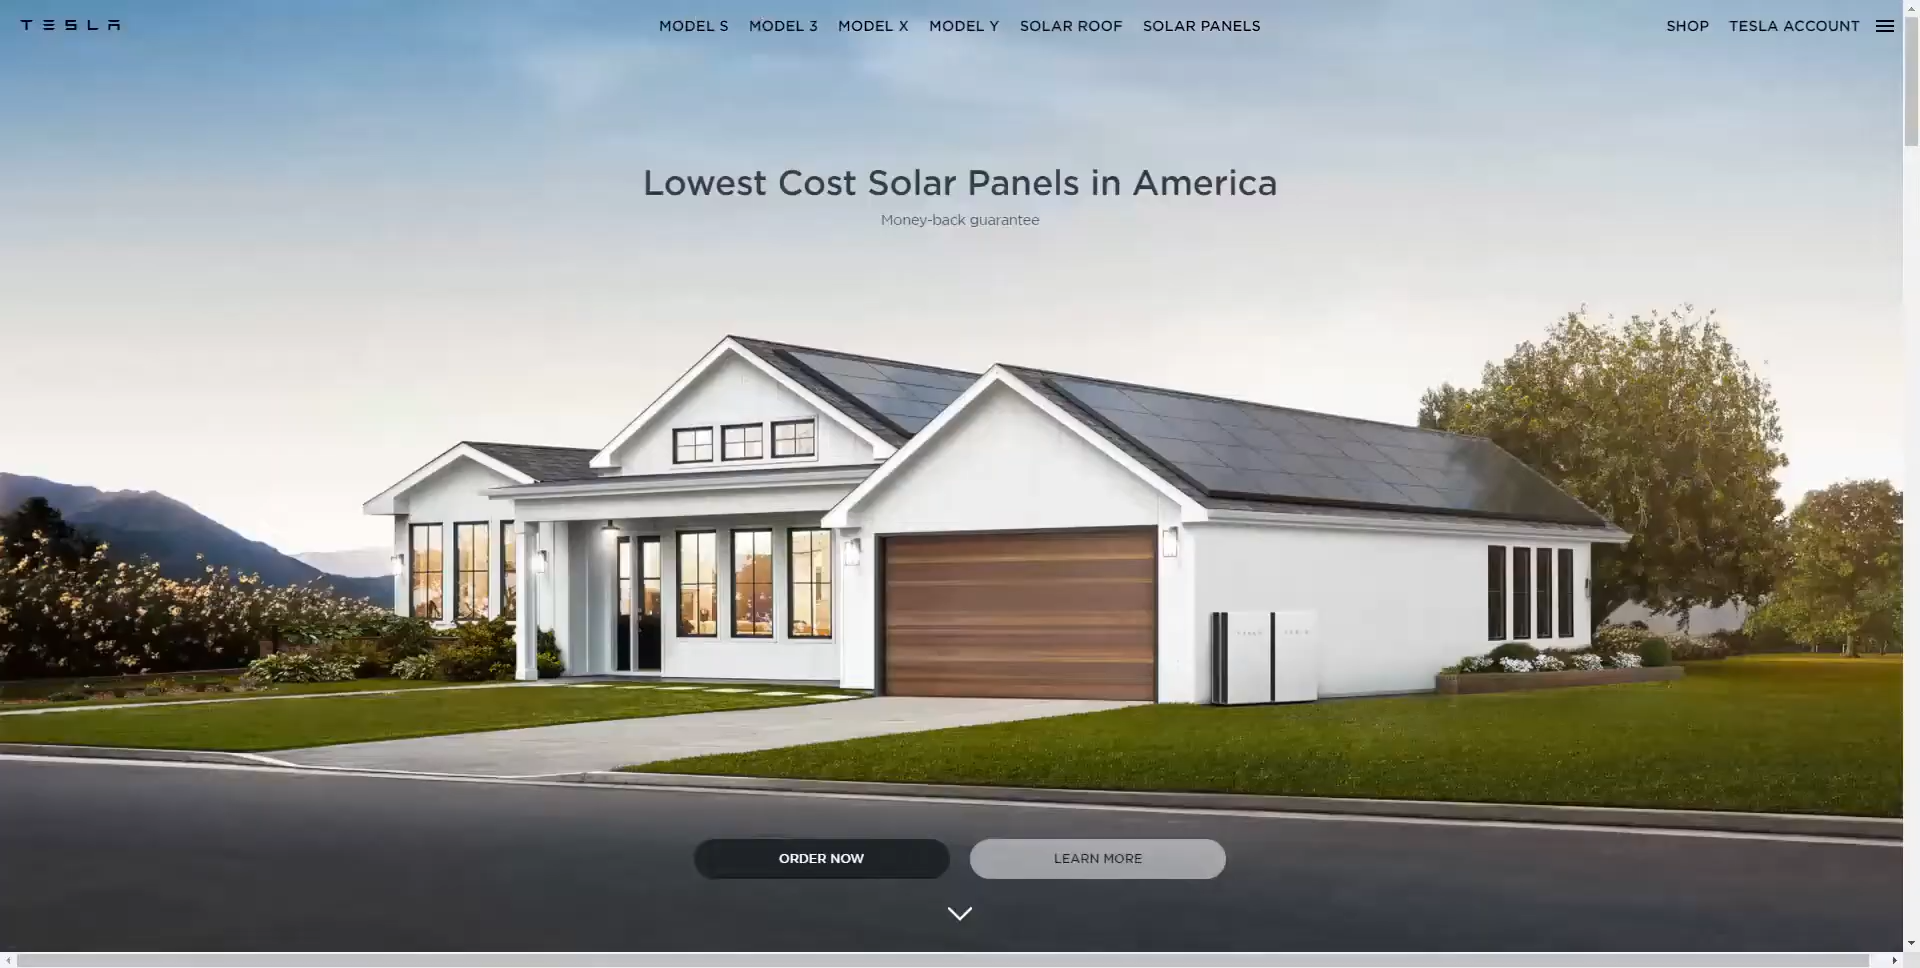 TESLA
MODEL S MODEL 3 MODEL X MODEL Y SOLAR ROOF SOLAR PANELS
SHOP TESLA ACCOUNT
Lowest Cost Solar Panels in America
Money-back guarantee
ORDER NOW
LEARN MORE